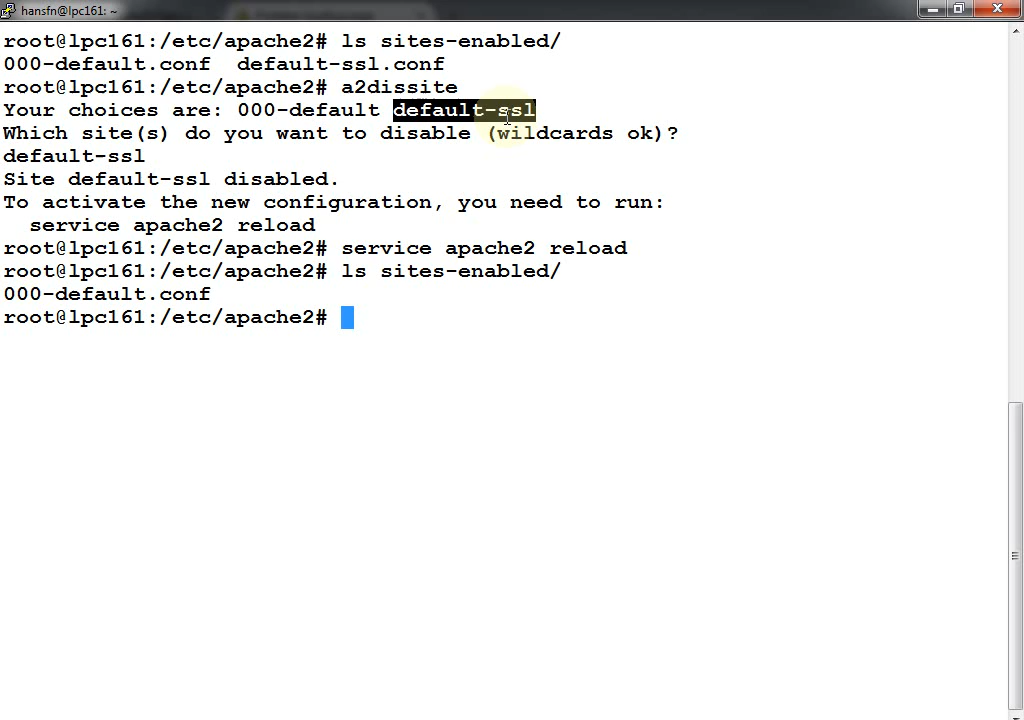 hansfn@lpc161: ~
root@lpc161:/etc/apache2# ls sites-enabled/
000-default.conf  default-ssl.conf
root@lpc161:/etc/apache2# a2dissite
Your choices are: 000-default default-ssl
Which site(s) do you want to disable (wildcards ok)?
default-ssl
Site default-ssl disabled.
To activate the new configuration, you need to run:
  service apache2 reload
root@lpc161:/etc/apache2# service apache2 reload
root@lpc161:/etc/apache2# ls sites-enabled/
000-default.conf
root@lpc161:/etc/apache2#